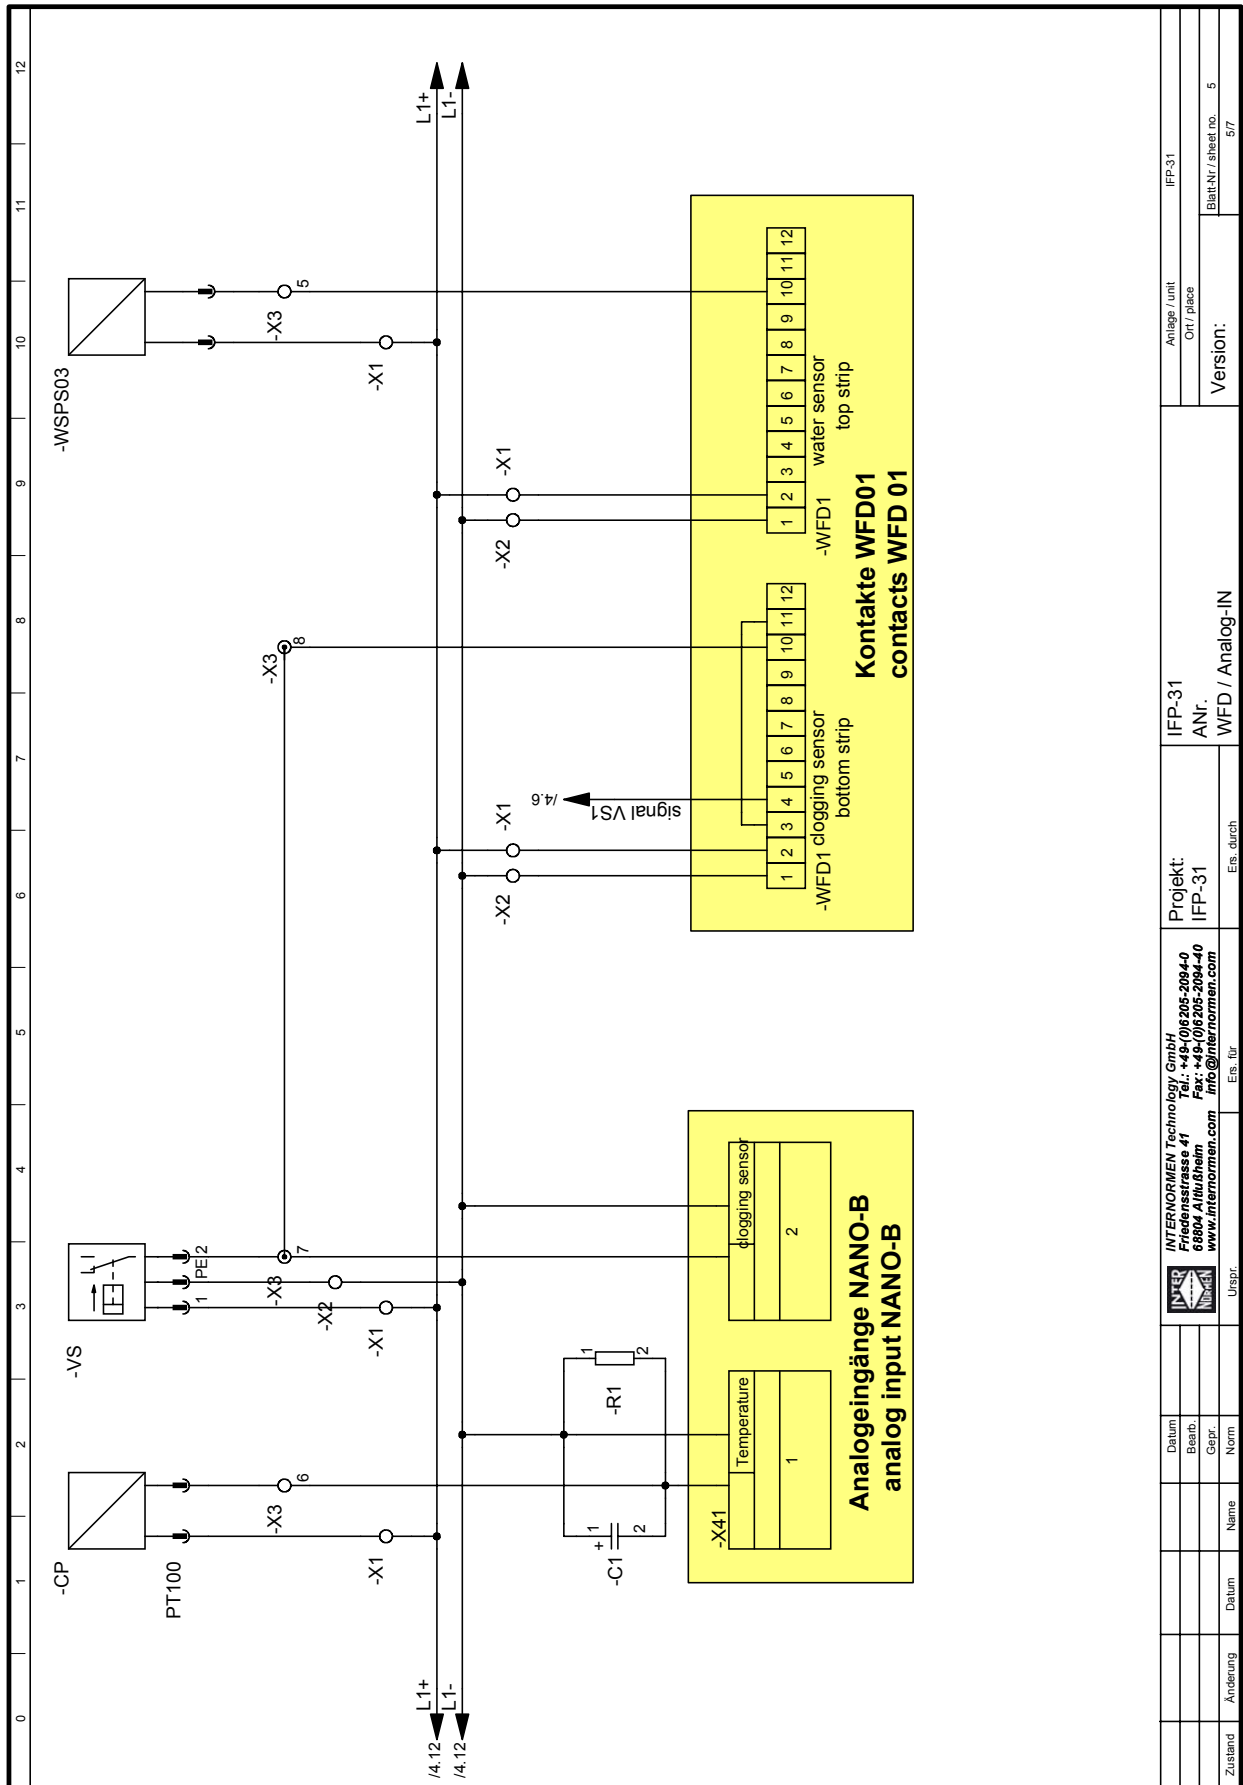 0 1 2 3 4 5 6 7 8 9 10 11 12
-CP
PT100
-VS
-WSPS03
1 PE 2
-X3 6
-X1
-X3 7
-X2
-X1
-X3 8
-X3 5
-X1
/4.12 L1+
/4.12 L1-
L1+
L1-
-C1
+ 1
2
-R1
1
2
-X2
-X1
-X2
-X1
/4.6
signal VS1
-X41
Temperature
1
clogging sensor
2
Analogeingänge NANO-B
analog input NANO-B
1 2 3 4 5 6 7 8 9 10 11 12
-WFD1 clogging sensor
bottom strip
1 2 3 4 5 6 7 8 9 10 11 12
-WFD1 water sensor
top strip
Kontakte WFD01
contacts WFD 01
Zustand
Änderung
Datum
Name
Datum
Bearb.
Gepr.
Norm
INTER
NORMEN
Urspr.
INTERNORMEN Technology GmbH
Friedensstrasse 41 Tel.: +49-(0)6205-2094-0
68804 Altlußheim Fax: +49-(0)6205-2094-40
www.internormen.com info@internormen.com
Ers. für
Projekt:
IFP-31
Ers. durch
IFP-31
ANr.
WFD / Analog-IN
Anlage / unit IFP-31
Ort / place
Version:
Blatt-Nr / sheet no. 5
5/7